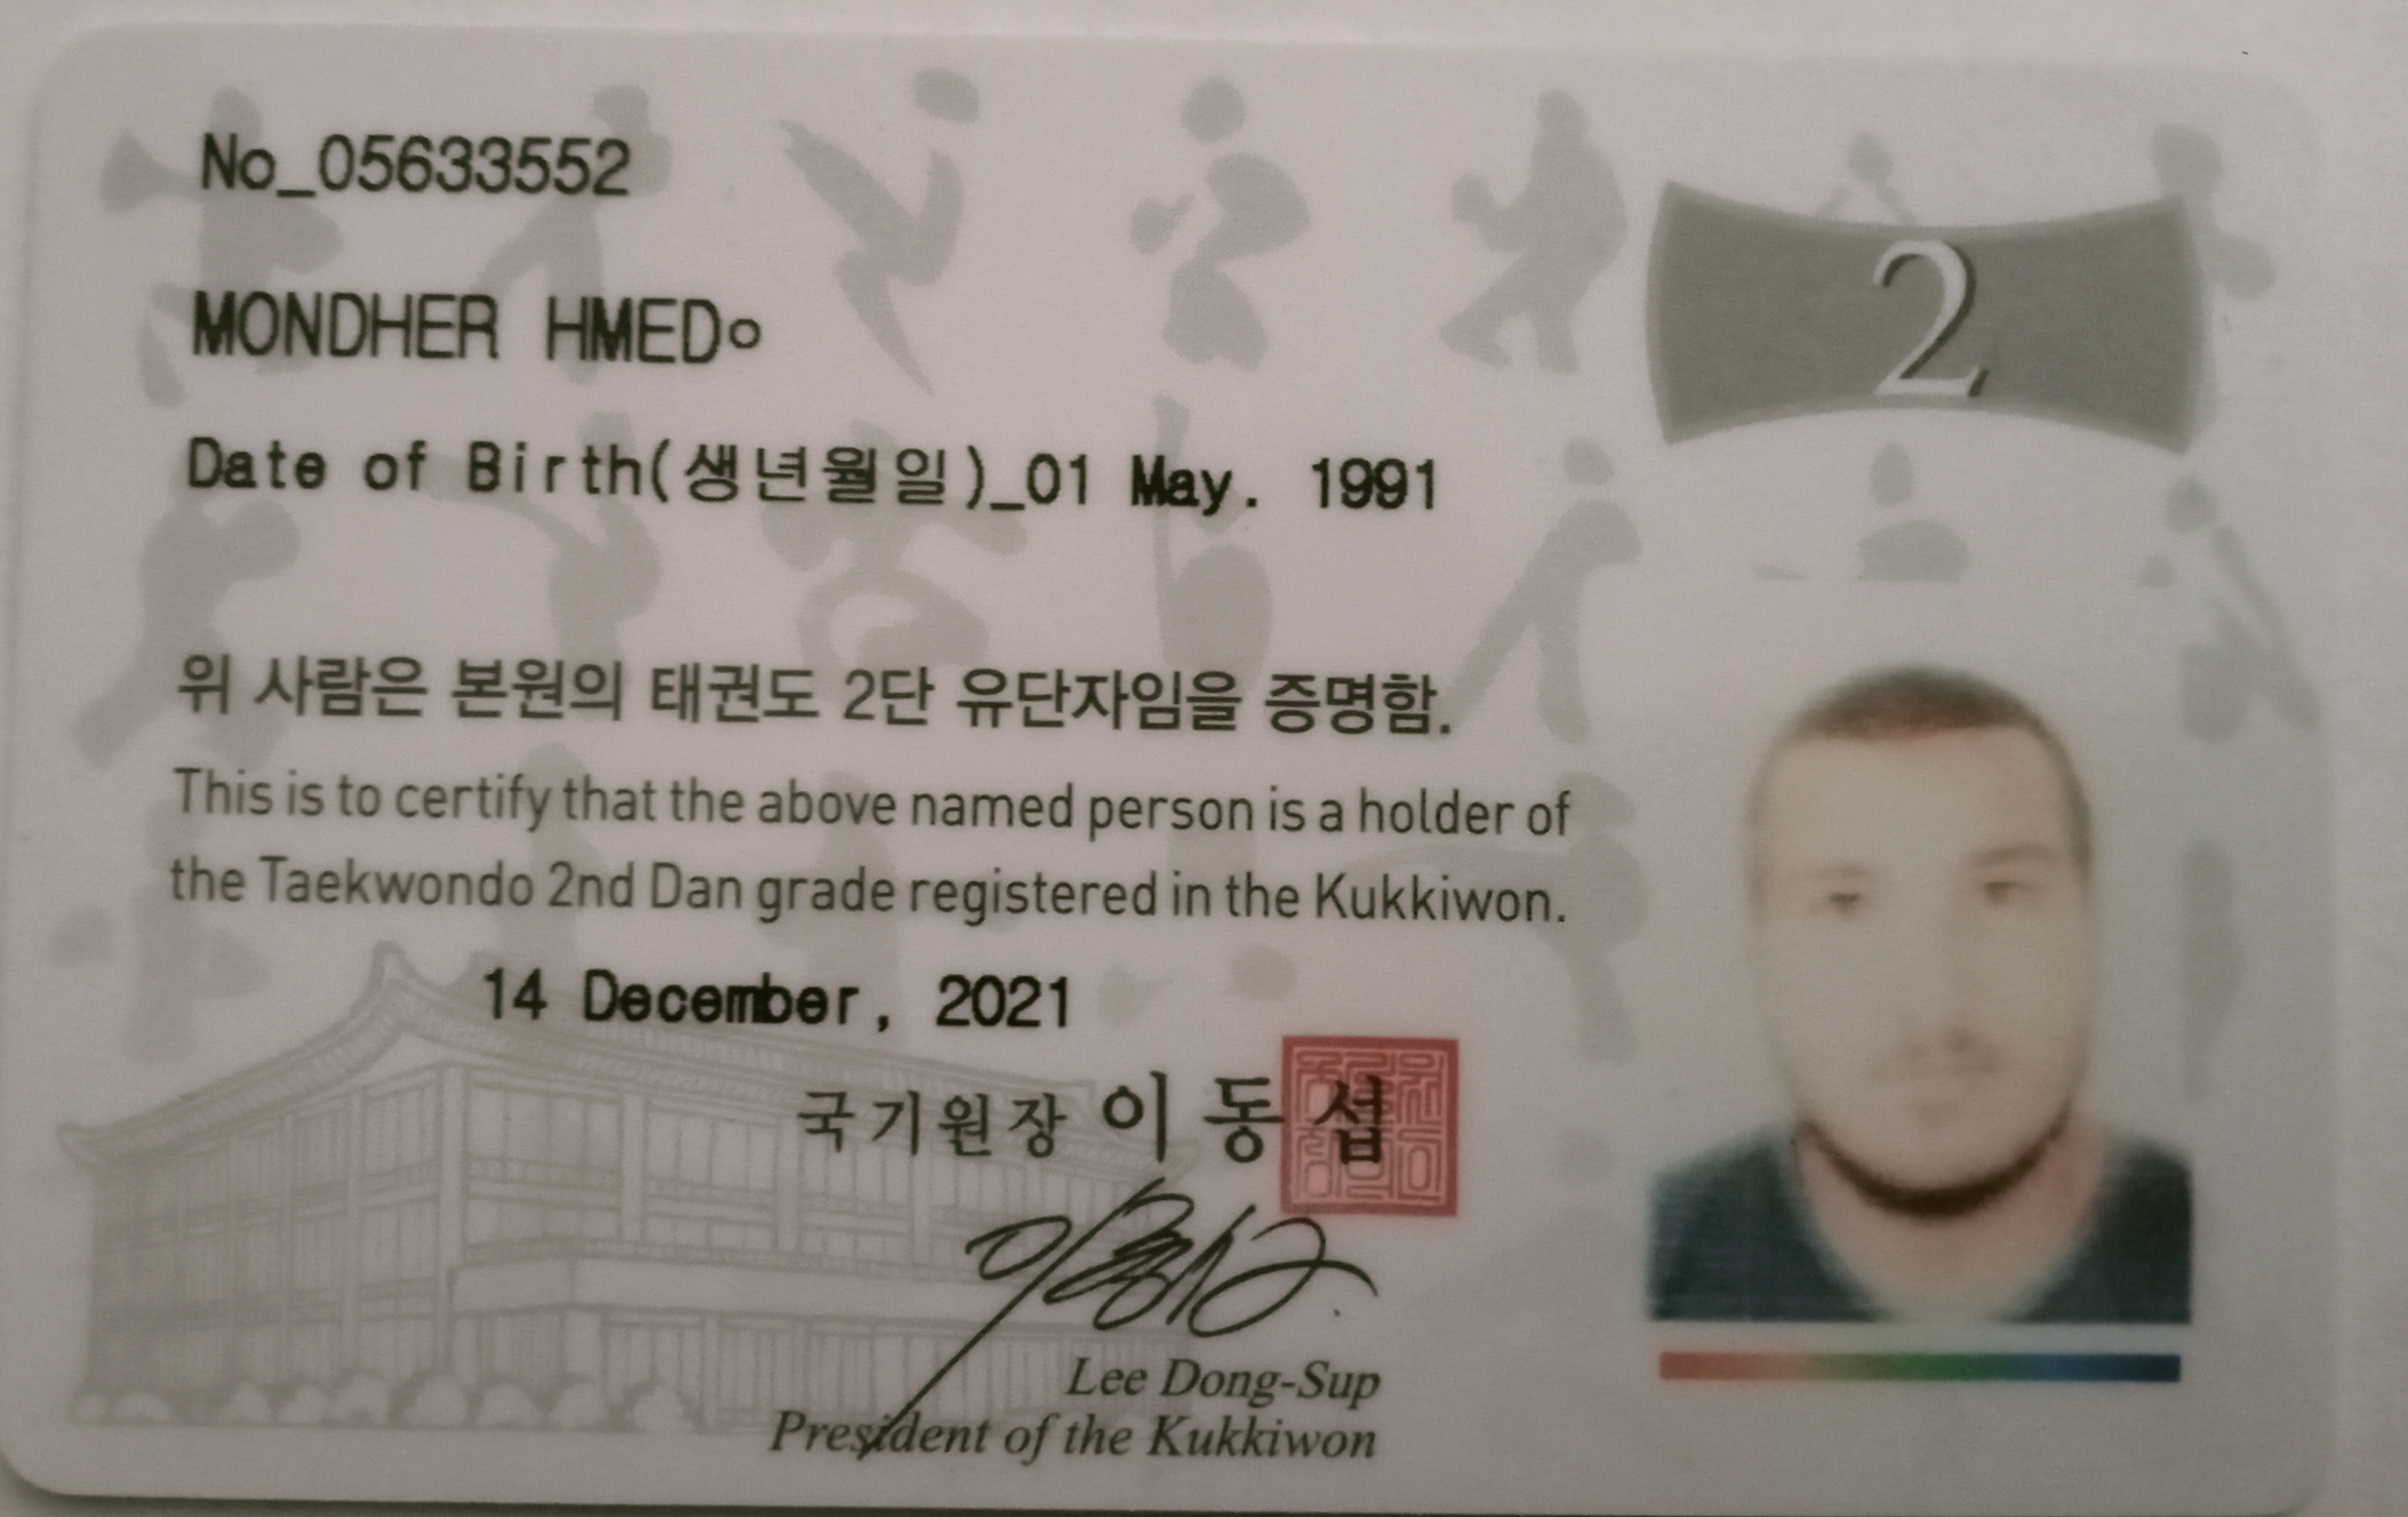 No_05633552
MONDHER HMED○
2
Date of Birth(생년월일)_01 May. 1991
위 사람은 본원의 태권도 2단 유단자임을 증명함.
This is to certify that the above named person is a holder of
the Taekwondo 2nd Dan grade registered in the Kukkiwon.
14 December, 2021
국기원장 이동섭
Lee Dong-Sup
President of the Kukkiwon